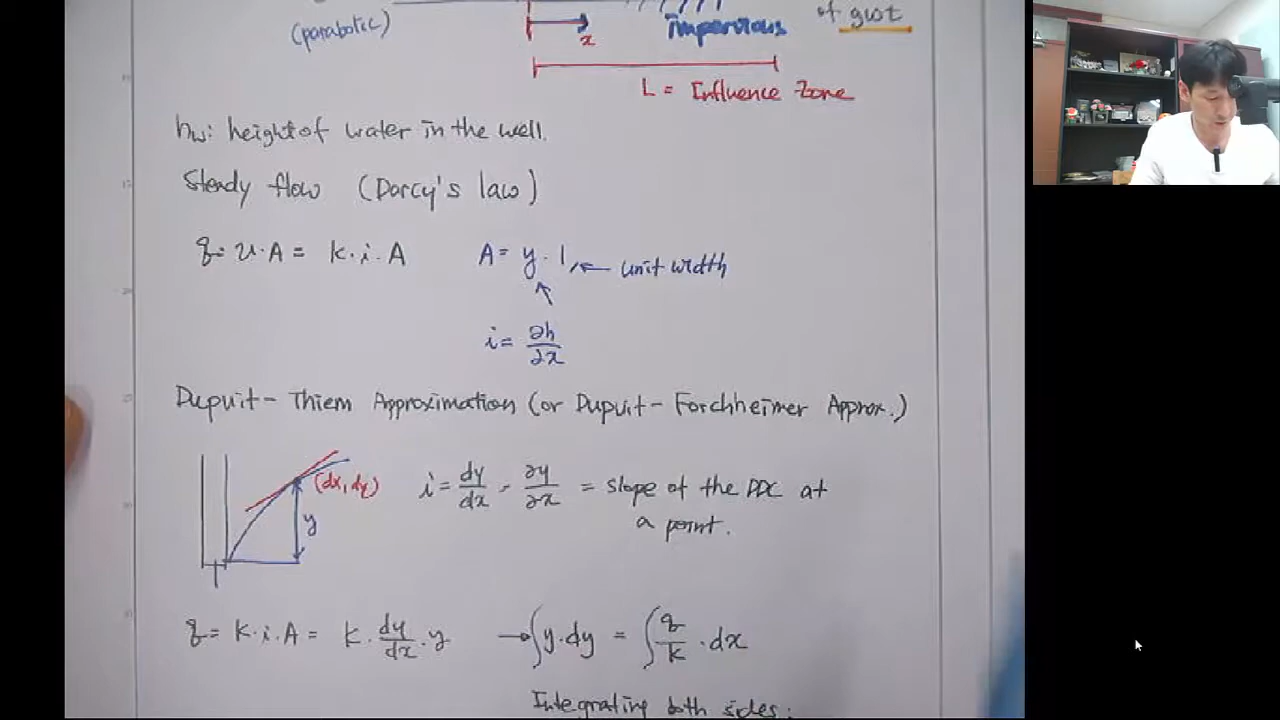 (parabolic)
x
impervious
of gwt
L = Influence Zone
hw: height of water in the well.
Steady flow (Darcy's law)
q = v·A = k·i·A A = y·1 ← unit width
i = ∂h/∂x
Dupuit - Thiem Approximation (or Dupuit - Forchheimer Approx.)
(dx, dy)
y
i = dy/dx = ∂y/∂x = slope of the PDC at
a point.
q = k·i·A = k·dy/dx·y → ∫y·dy = ∫q/k·dx
Integrating both sides: